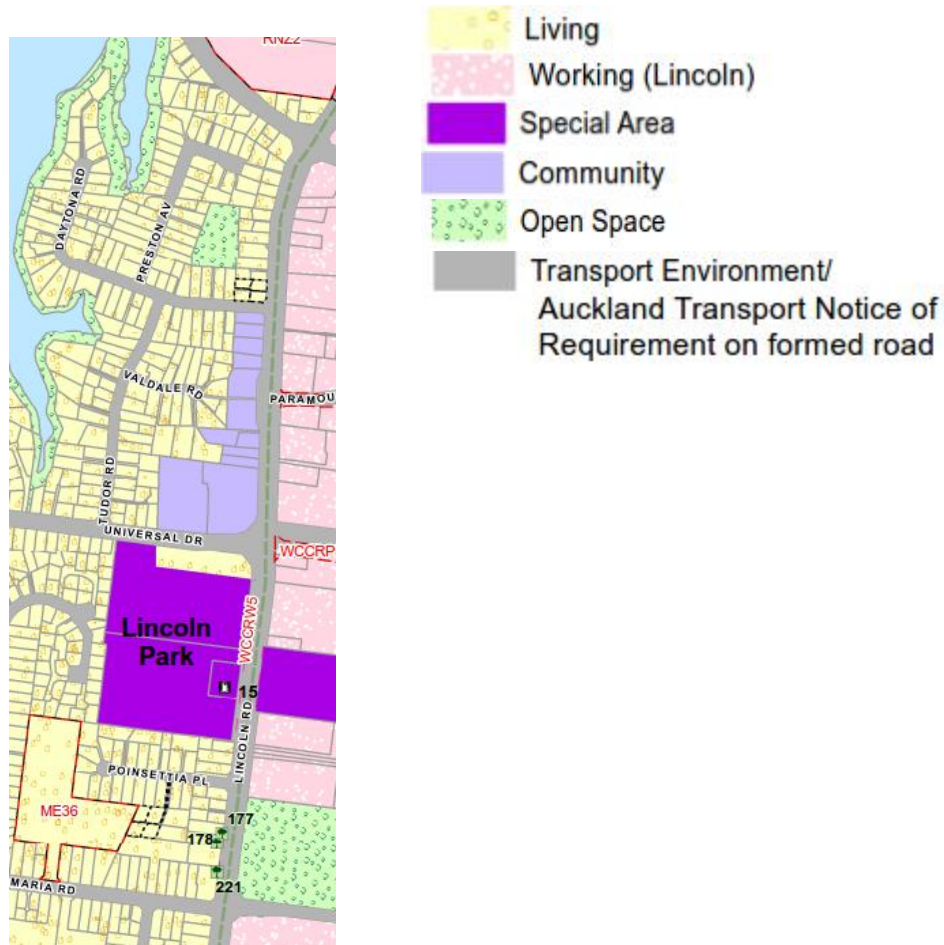 RNZ2
DAYTONA RD
PRESTON AV
VALDALE RD
PARAMOU
TUDOR RD
UNIVERSAL DR
WCCRP
Lincoln
Park
WCCRW5
15
LINCOLN RD
POINSETTIA PL
ME36
177
178
221
MARIA RD
Living
Working (Lincoln)
Special Area
Community
Open Space
Transport Environment/
Auckland Transport Notice of
Requirement on formed road